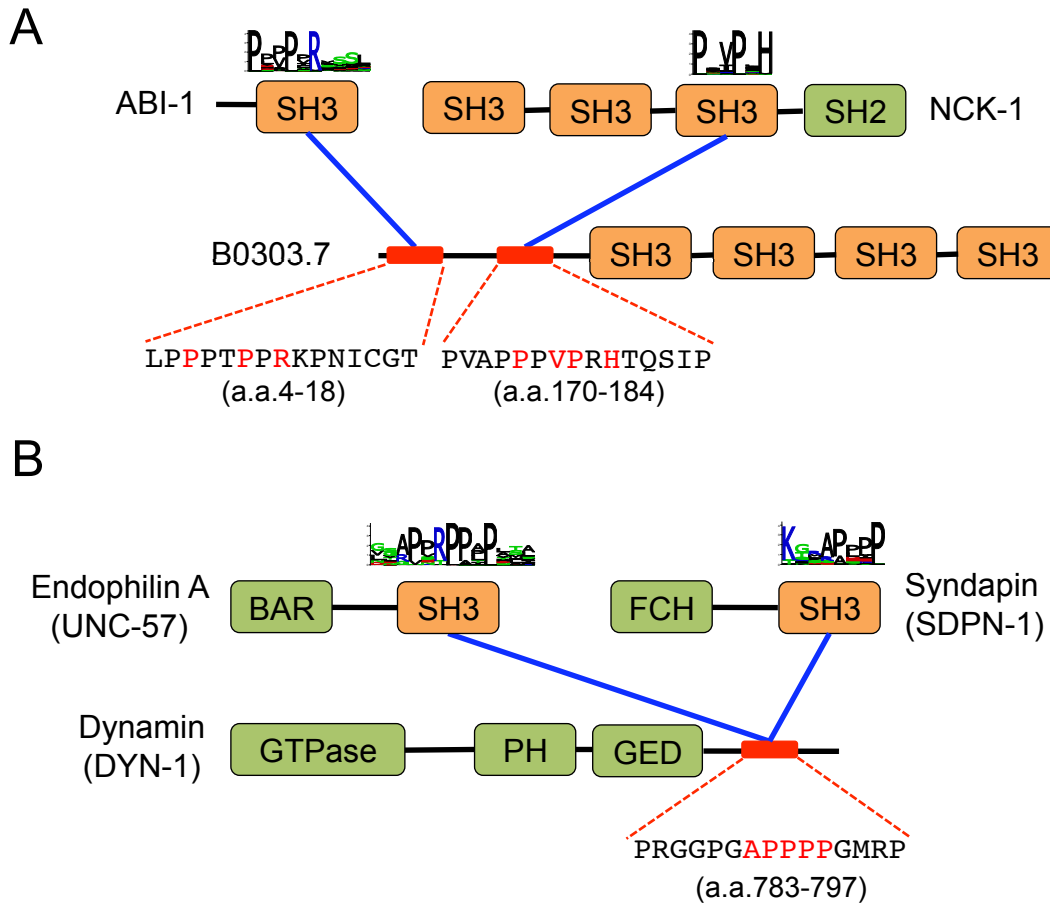 A
ABI-1
SH3
SH3
SH3
SH3
SH2
NCK-1
B0303.7
SH3
SH3
SH3
SH3
LPPPTPPRKPNICGT
PVAPPPVPRHTQSIP
(a.a.4-18)
(a.a.170-184)
B
Endophilin A
(UNC-57)
BAR
SH3
FCH
SH3
Syndapin
(SDPN-1)
Dynamin
(DYN-1)
GTPase
PH
GED
PRGGPGAPPPPGMRP
(a.a.783-797)